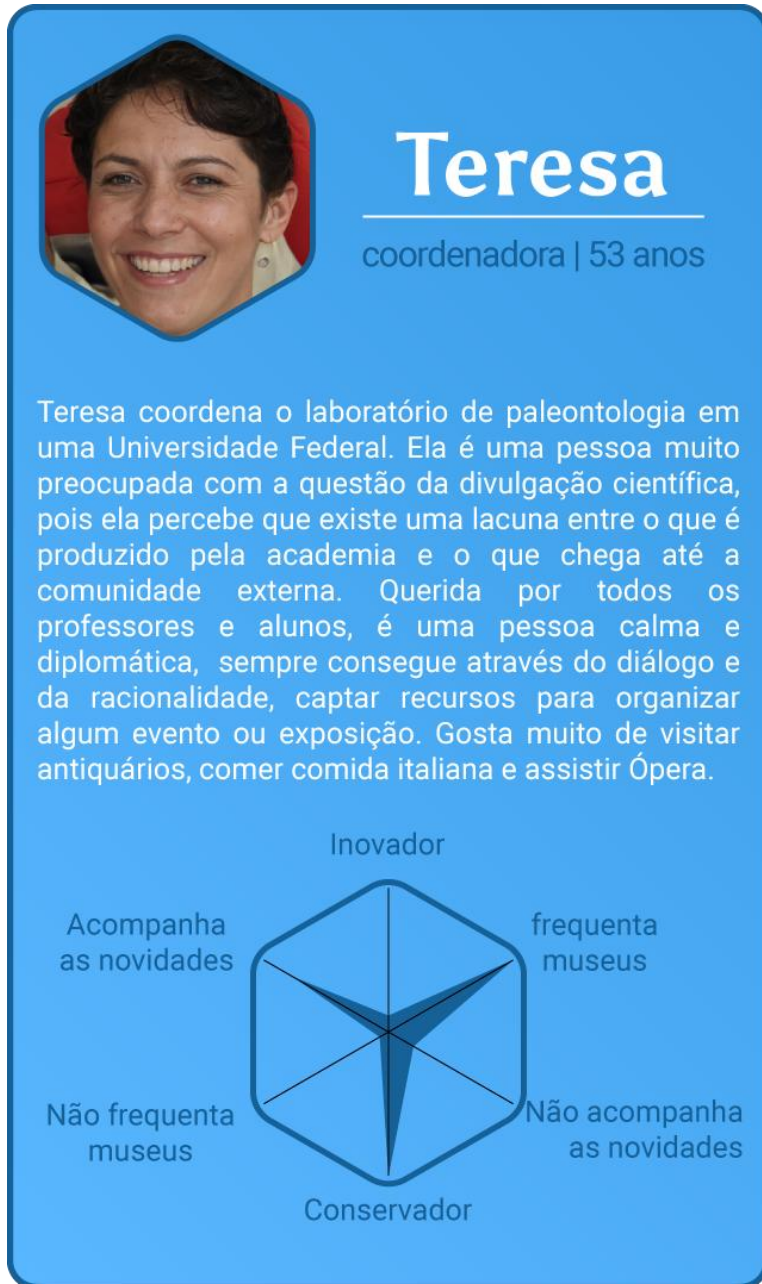 Teresa
coordenadora | 53 anos
Teresa coordena o laboratório de paleontologia em
uma Universidade Federal. Ela é uma pessoa muito
preocupada com a questão da divulgação científica,
pois ela percebe que existe uma lacuna entre o que é
produzido pela academia e o que chega até a
comunidade externa. Querida por todos os
professores e alunos, é uma pessoa calma e
diplomática, sempre consegue através do diálogo e
da racionalidade, captar recursos para organizar
algum evento ou exposição. Gosta muito de visitar
antiquários, comer comida italiana e assistir Ópera.
Inovador
Acompanha
as novidades
frequenta
museus
Não frequenta
museus
Não acompanha
as novidades
Conservador